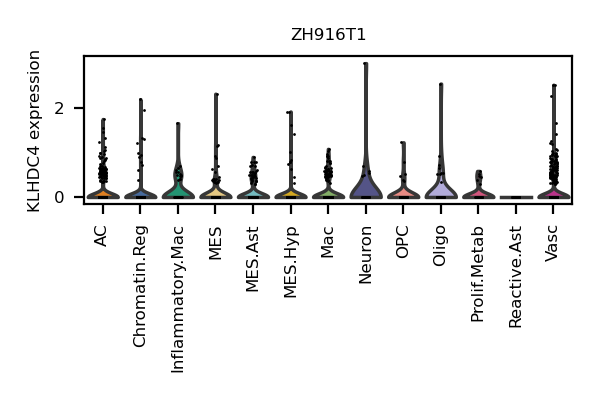 ZH916T1
KLHDC4 expression
2
0
AC
Chromatin.Reg
Inflammatory.Mac
MES
MES.Ast
MES.Hyp
Mac
Neuron
OPC
Oligo
Prolif.Metab
Reactive.Ast
Vasc